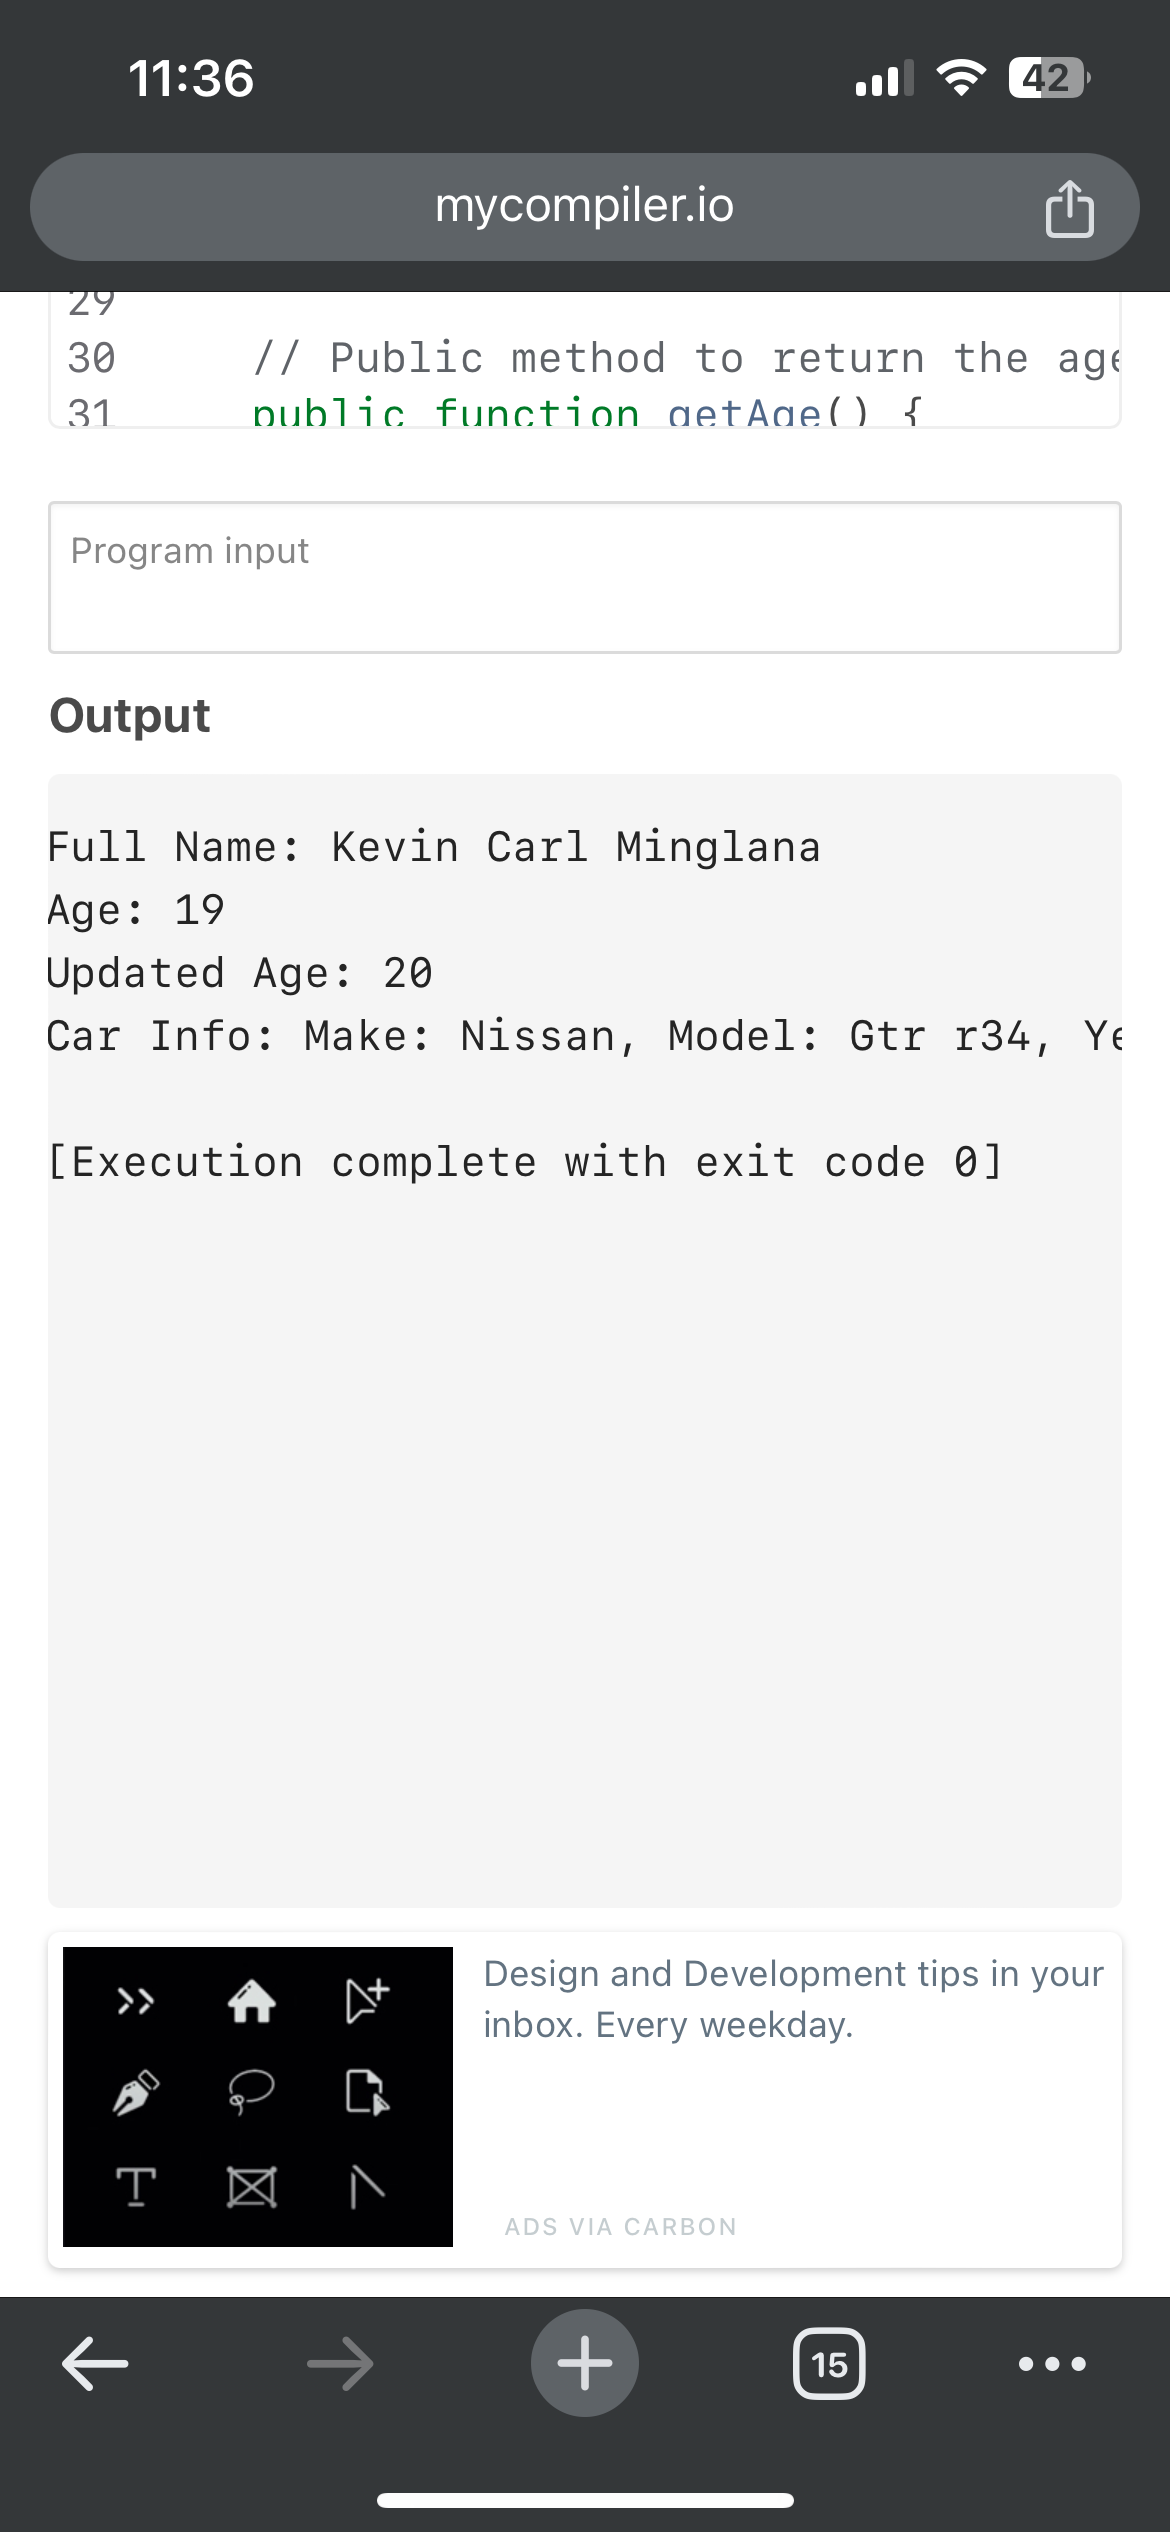 11:36
42
mycompiler.io
29
30 // Public method to return the age
31 public function getAge() {
Program input
Output
Full Name: Kevin Carl Minglana
Age: 19
Updated Age: 20
Car Info: Make: Nissan, Model: Gtr r34, Ye
[Execution complete with exit code 0]
Design and Development tips in your
inbox. Every weekday.
ADS VIA CARBON
15